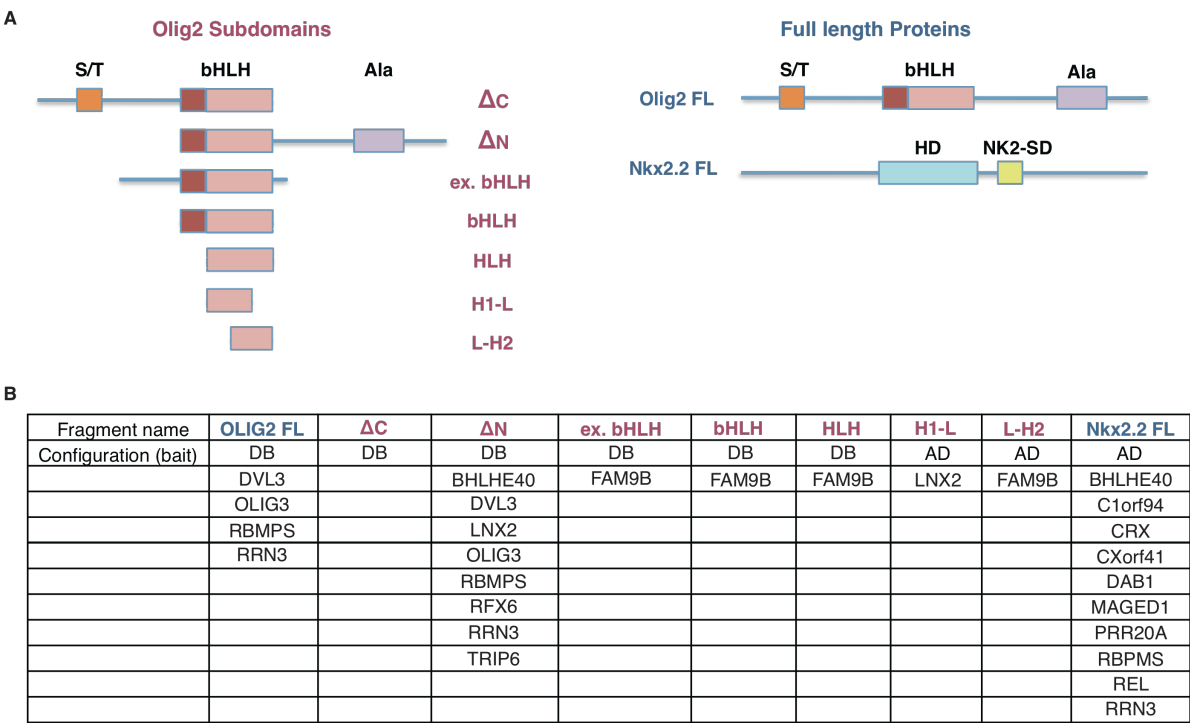 A
Olig2 Subdomains
Full length Proteins
S/T bHLH Ala
ΔC
ΔN
ex. bHLH
bHLH
HLH
H1-L
L-H2
S/T bHLH Ala
Olig2 FL
HD NK2-SD
Nkx2.2 FL
B
Fragment name OLIG2 FL ΔC ΔN ex. bHLH bHLH HLH H1-L L-H2 Nkx2.2 FL
Configuration (bait) DB DB DB DB DB DB AD AD AD
DVL3 BHLHE40 FAM9B FAM9B FAM9B LNX2 FAM9B BHLHE40
OLIG3 DVL3 C1orf94
RBMPS LNX2 CRX
RRN3 OLIG3 CXorf41
RBMPS DAB1
RFX6 MAGED1
RRN3 PRR20A
TRIP6 RBPMS
REL
RRN3